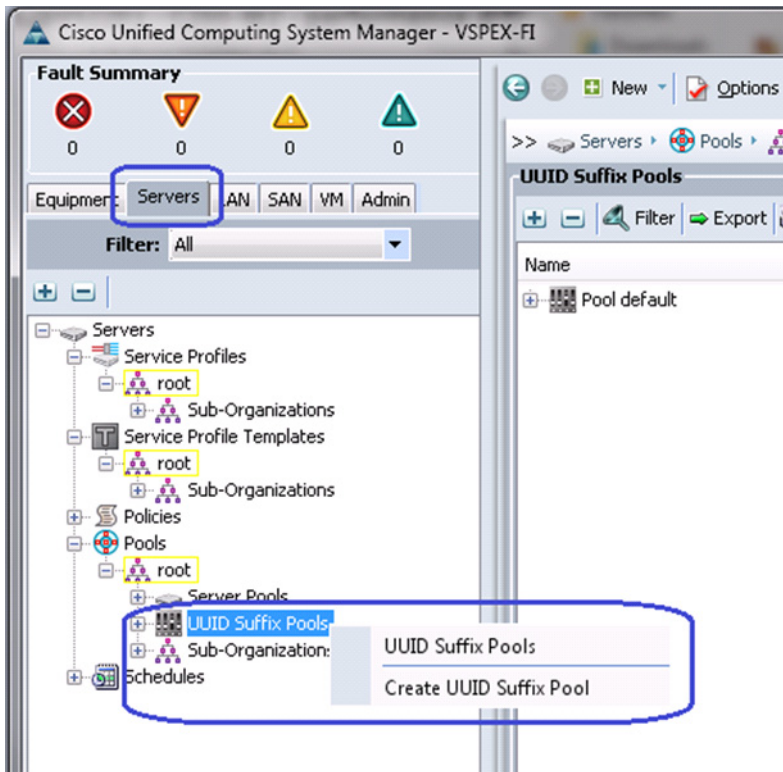 Cisco Unified Computing System Manager - VSPEX-FI
Fault Summary
0 0 0 0
Equipment Servers LAN SAN VM Admin
Filter: All
Servers
Service Profiles
root
Sub-Organizations
Service Profile Templates
root
Sub-Organizations
Policies
Pools
root
Server Pools
UUID Suffix Pools
Sub-Organizations
Schedules
UUID Suffix Pools
Create UUID Suffix Pool
New Options
>> Servers Pools
UUID Suffix Pools
Filter Export
Name
Pool default